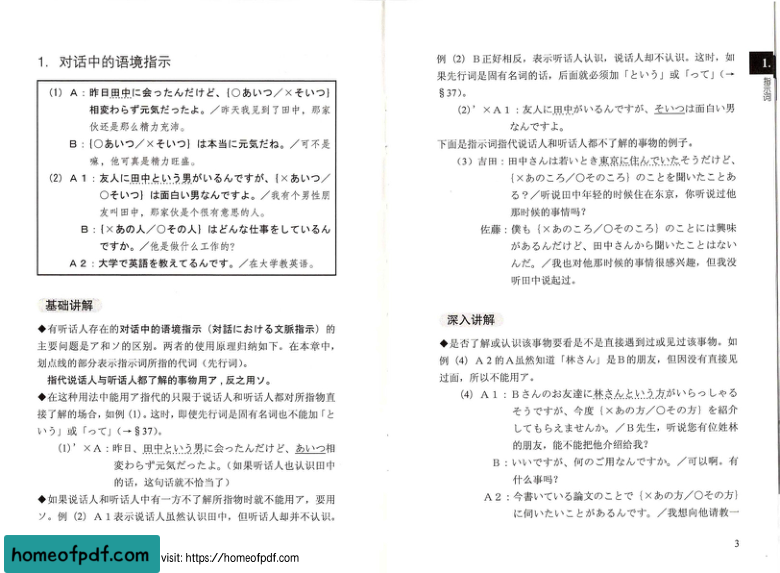 1. 对话中的语境指示
(1) A：昨日田中に会ったんだけど、{○あいつ／×そいつ}
相変わらず元気だったよ。／昨天我见到了田中，那家
伙还是那么精力充沛。
B：{○あいつ／×そいつ} は本当に元気だね。／可不是
嘛，他可真是精力旺盛。
(2) A 1：友人に田中という男がいるんですが、{×あいつ／
○そいつ} は面白い男なんですよ。／我有个男性朋
友叫田中，那家伙是个很有意思的人。
B：{×あの人／○その人} はどんな仕事をしているん
ですか。／他是做什么工作的?
A 2：大学で英語を教えてるんです。／在大学教英语。
基础讲解
◆有听话人存在的对话中的语境指示（対話における文脈指示）的
主要问题是ア和ソ的区别。两者的使用原理归纳如下。在本章中，
划点线的部分表示指示词所指的代词（先行词）。
指代说话人与听话人都了解的事物用ア，反之用ソ。
◆在这种用法中能用ア指代的只限于说话人和听话人都对所指物直
接了解的场合，如例 (1)。这时，即使先行词是固有名词也不能加「と
いう」或「って」(→§37)。
(1)’ ×A：昨日、田中という男に会ったんだけど、あいつ相
変わらず元気だったよ。(如果听话人也认识田中
的话，这句话就不恰当了)
◆如果说话人和听话人中有一方不了解所指物时就不能用ア，要用
ソ。例 (2) A 1表示说话人虽然认识田中，但听话人却并不认识。
例 (2) B正好相反，表示听话人认识，说话人却不认识。这时，如
果先行词是固有名词的话，后面就必须加「という」或「って」(→
§37)。
(2)’ ×A 1：友人に田中がいるんですが、そいつは面白い男
なんですよ。
下面是指示词指代说话人和听话人都不了解的事物的例子。
(3) 吉田：田中さんは若いとき東京に住んでいたそうだけど、
{×あのころ／○そのころ} のことを聞いたことあ
る？／听说田中年轻的时候住在东京，你听说过他
那时候的事情吗?
佐藤：僕も {×あのころ／○そのころ} のことには興味
があるんだけど、田中さんから聞いたことはない
んだ。／我也对他那时候的事情很感兴趣，但我没
听田中说起过。
深入讲解
◆是否了解或认识该事物要看是不是直接遇到过或见过该事物。如
例 (4) A 2的A虽然知道「林さん」是B的朋友，但因没有直接见
过面，所以不能用ア。
(4) A 1：Bさんのお友達に林さんという方がいらっしゃる
そうですが、今度 {×あの方／○その方} を紹介
してもらえませんか。／B先生，听说您有位姓林
的朋友，能不能把他介绍给我?
B：いいですが、何のご用なんですか。／可以啊。有
什么事吗?
A 2：今書いている論文のことで {×あの方／○その方}
に伺いたいことがあるんです。／我想向他请教一
3
1.
指示词
homeofpdf.com
visit: https://homeofpdf.com